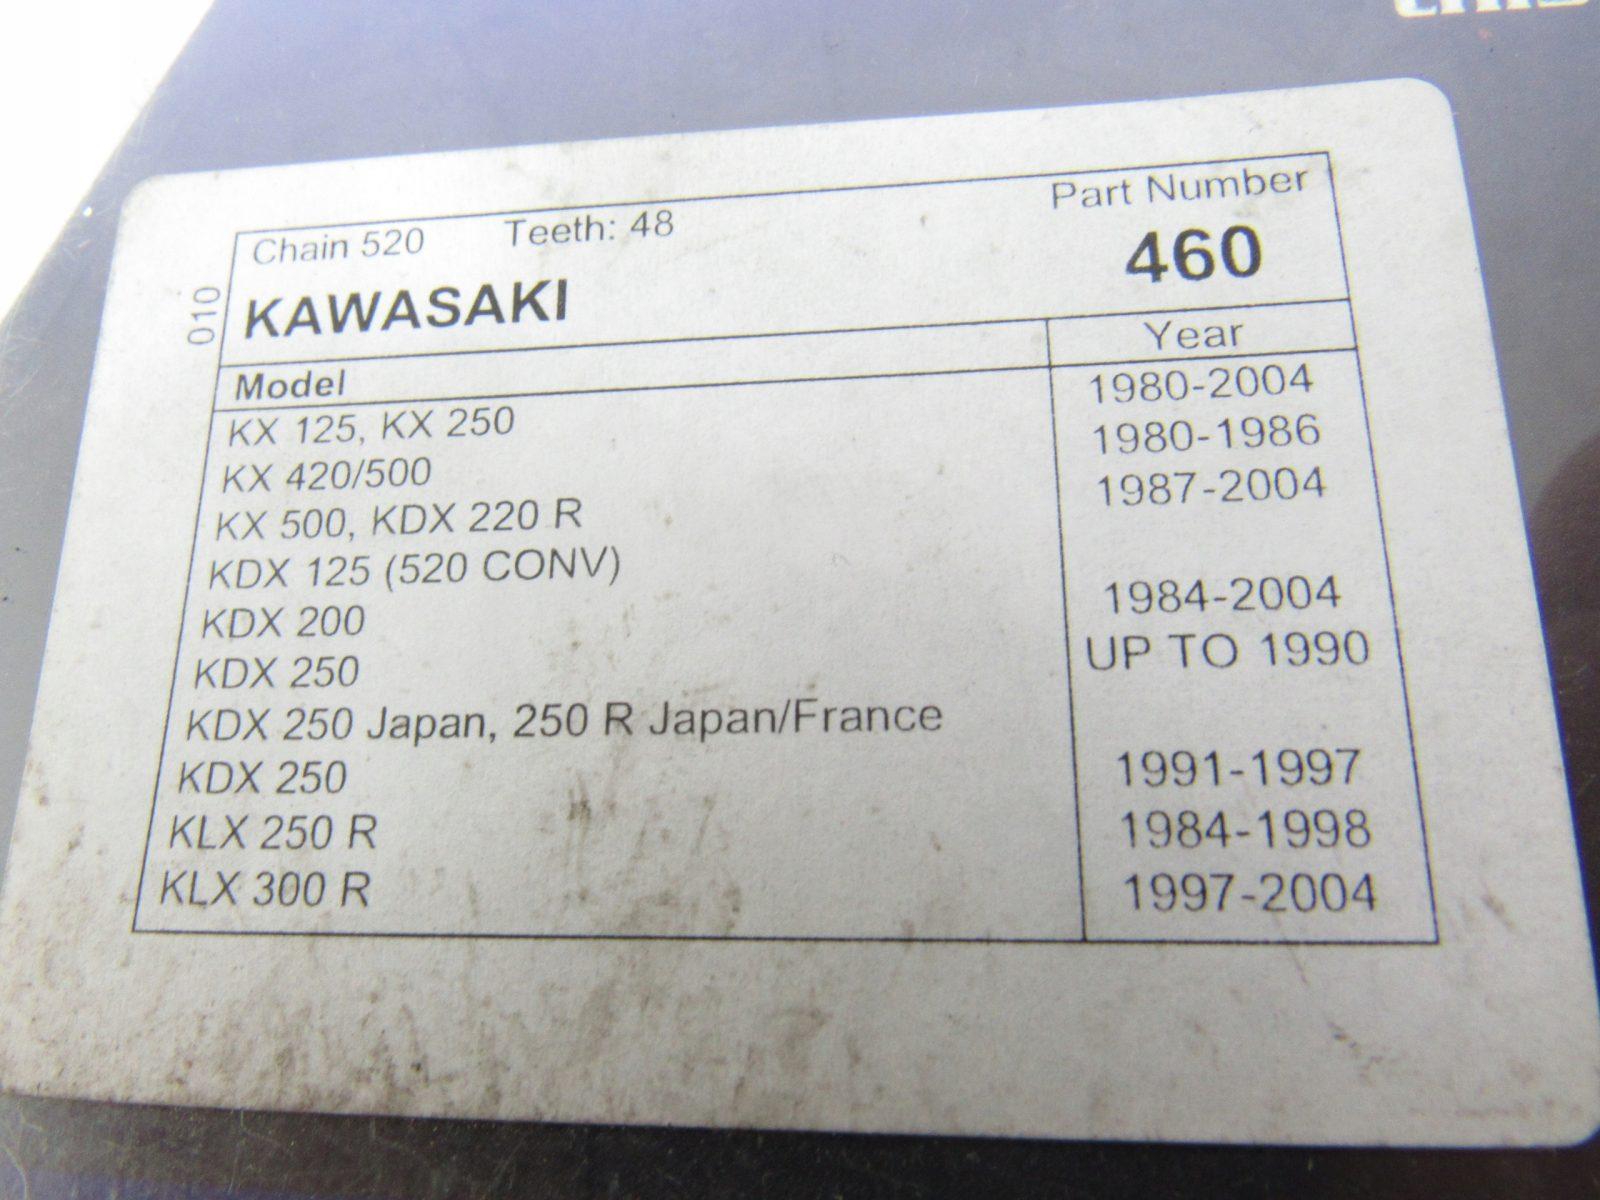 Chain 520 Teeth: 48 Part Number
KAWASAKI 460
010
Model Year
KX 125, KX 250 1980-2004
KX 420/500 1980-1986
KX 500, KDX 220 R 1987-2004
KDX 125 (520 CONV)
KDX 200 1984-2004
KDX 250 UP TO 1990
KDX 250 Japan, 250 R Japan/France
KDX 250 1991-1997
KLX 250 R 1984-1998
KLX 300 R 1997-2004